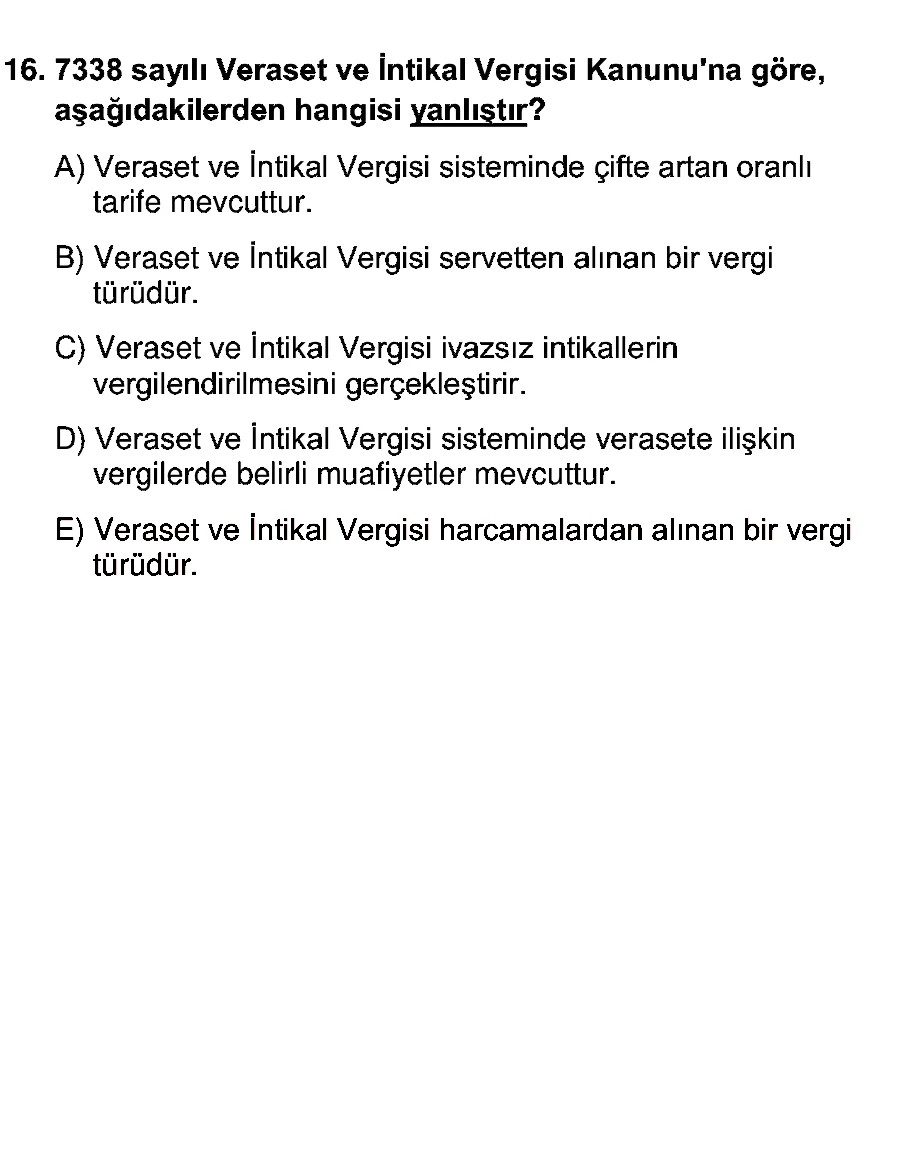 16. 7338 sayılı Veraset ve İntikal Vergisi Kanunu'na göre,
aşağıdakilerden hangisi yanlıştır?
A) Veraset ve İntikal Vergisi sisteminde çifte artan oranlı
tarife mevcuttur.
B) Veraset ve İntikal Vergisi servetten alınan bir vergi
türüdür.
C) Veraset ve İntikal Vergisi ivazsız intikallerin
vergilendirilmesini gerçekleştirir.
D) Veraset ve İntikal Vergisi sisteminde verasete ilişkin
vergilerde belirli muafiyetler mevcuttur.
E) Veraset ve İntikal Vergisi harcamalardan alınan bir vergi
türüdür.